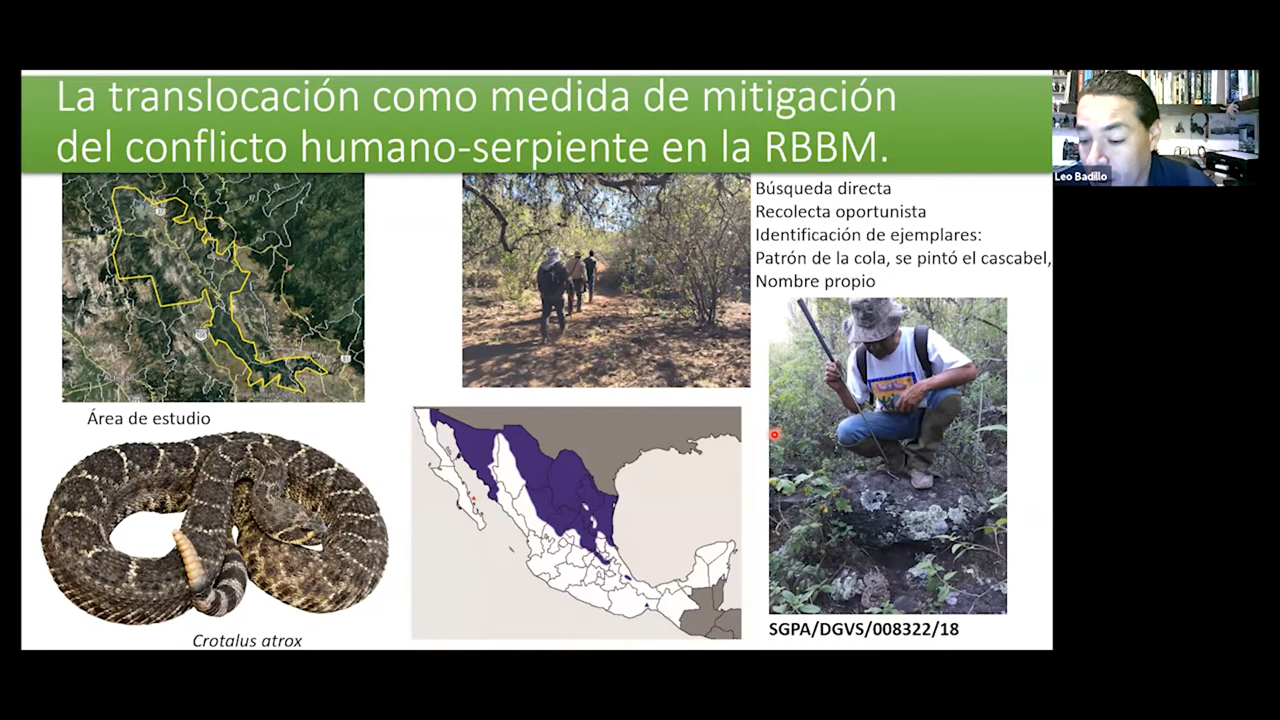 La translocación como medida de mitigación
del conflicto humano-serpiente en la RBBM.
Leo Badillo
Búsqueda directa
Recolecta oportunista
Identificación de ejemplares:
Patrón de la cola, se pintó el cascabel,
Nombre propio
Área de estudio
Crotalus atrox
SGPA/DGVS/008322/18